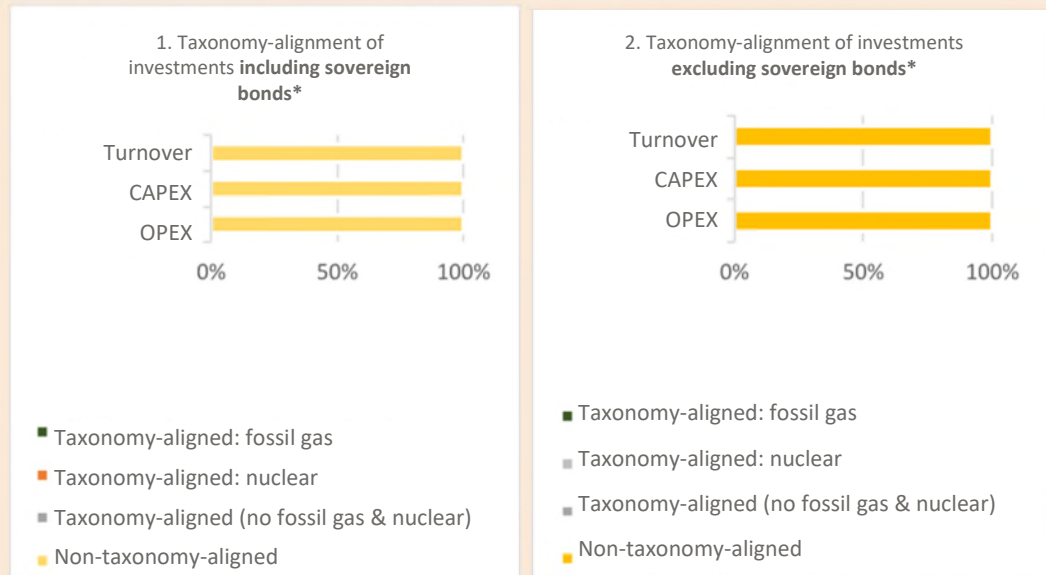 1. Taxonomy-alignment of
investments including sovereign
bonds*
Turnover
CAPEX
OPEX
0% 50% 100%
Taxonomy-aligned: fossil gas
Taxonomy-aligned: nuclear
Taxonomy-aligned (no fossil gas & nuclear)
Non-taxonomy-aligned
2. Taxonomy-alignment of investments
excluding sovereign bonds*
Turnover
CAPEX
OPEX
0% 50% 100%
Taxonomy-aligned: fossil gas
Taxonomy-aligned: nuclear
Taxonomy-aligned (no fossil gas & nuclear)
Non-taxonomy-aligned